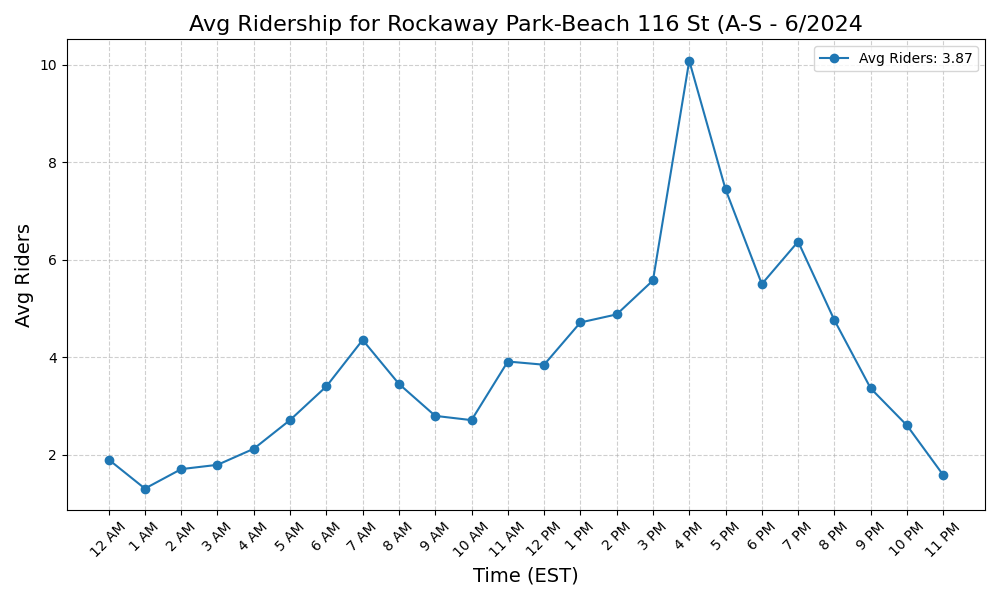 Avg Ridership for Rockaway Park-Beach 116 St (A-S - 6/2024
Avg Riders: 3.87
Avg Riders
10
8
6
4
2
12 AM
1 AM
2 AM
3 AM
4 AM
5 AM
6 AM
7 AM
8 AM
9 AM
10 AM
11 AM
12 PM
1 PM
2 PM
3 PM
4 PM
5 PM
6 PM
7 PM
8 PM
9 PM
10 PM
11 PM
Time (EST)